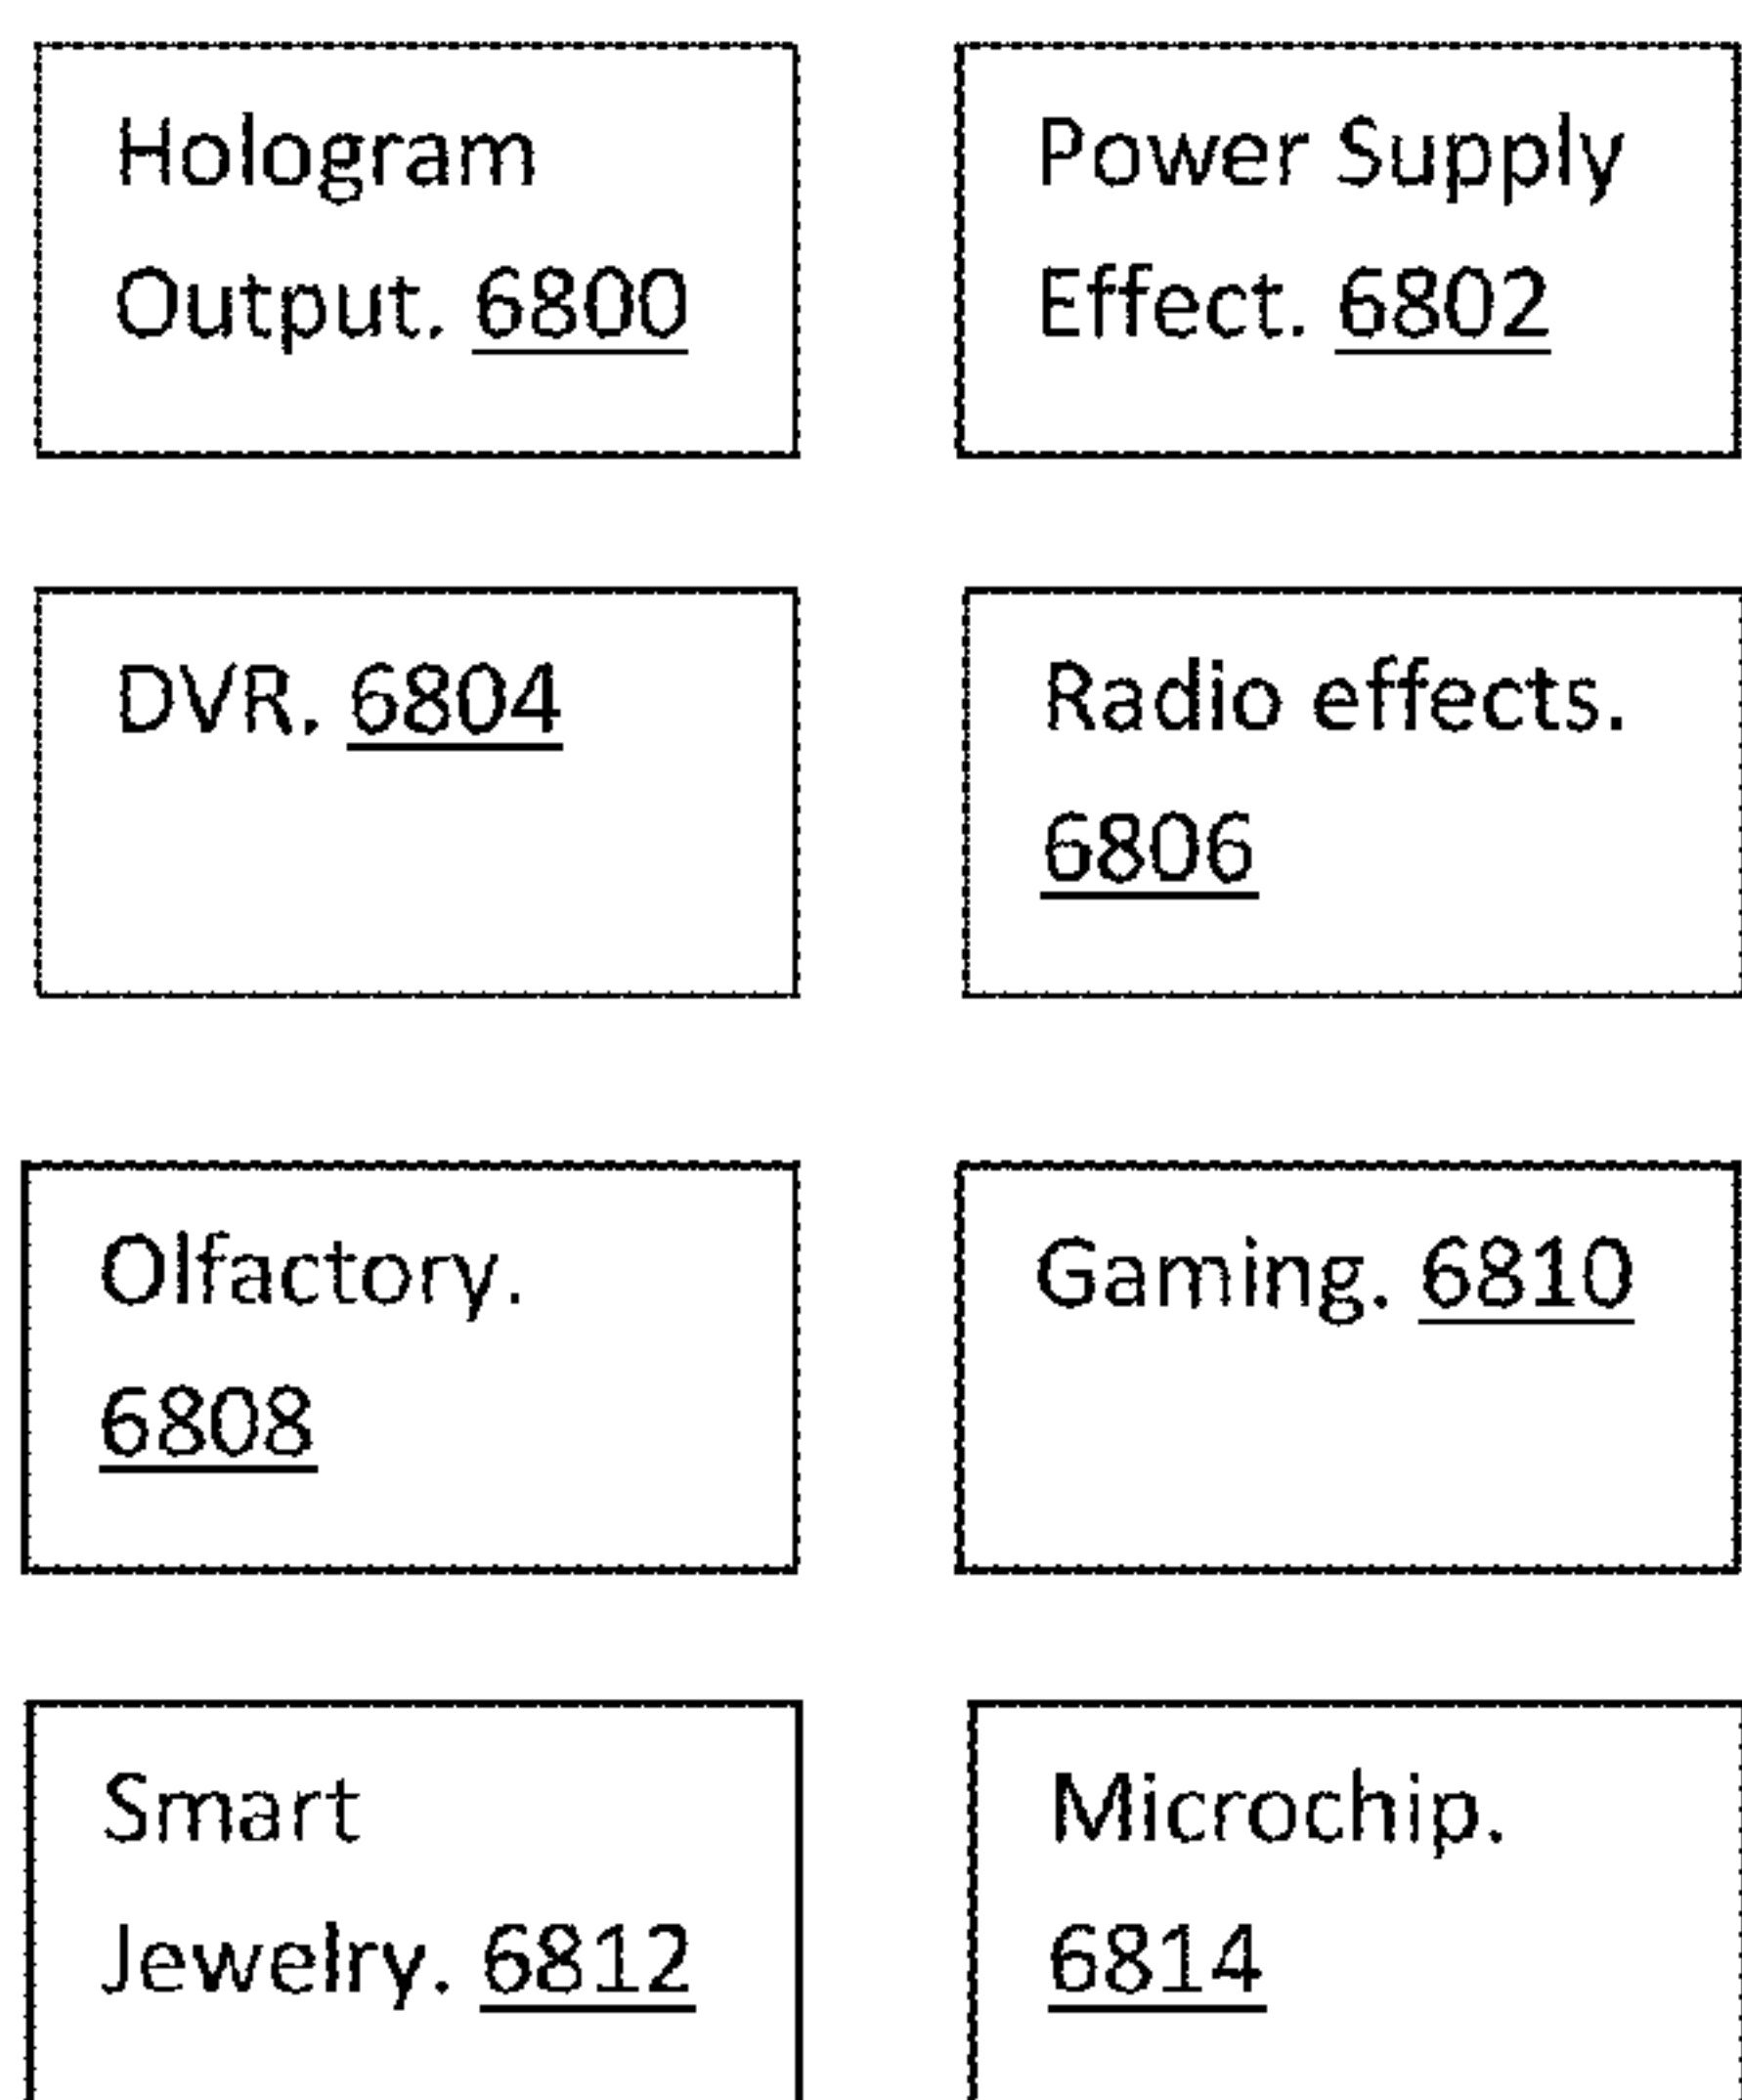 Hologram
Output. 6800
Power Supply
Effect. 6802
DVR. 6804
Radio effects.
6806
Olfactory.
6808
Gaming. 6810
Smart
Jewelry. 6812
Microchip.
6814